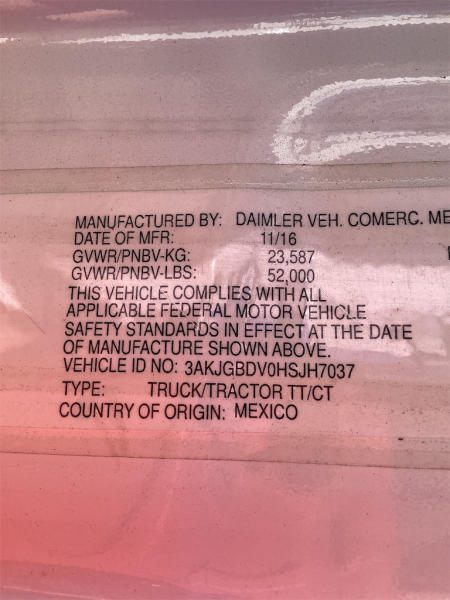 MANUFACTURED BY: DAIMLER VEH. COMERC. ME
DATE OF MFR: 11/16
GVWR/PNBV-KG: 23,587
GVWR/PNBV-LBS: 52,000
THIS VEHICLE COMPLIES WITH ALL
APPLICABLE FEDERAL MOTOR VEHICLE
SAFETY STANDARDS IN EFFECT AT THE DATE
OF MANUFACTURE SHOWN ABOVE.
VEHICLE ID NO: 3AKJGBDV0HSJH7037
TYPE: TRUCK/TRACTOR TT/CT
COUNTRY OF ORIGIN: MEXICO